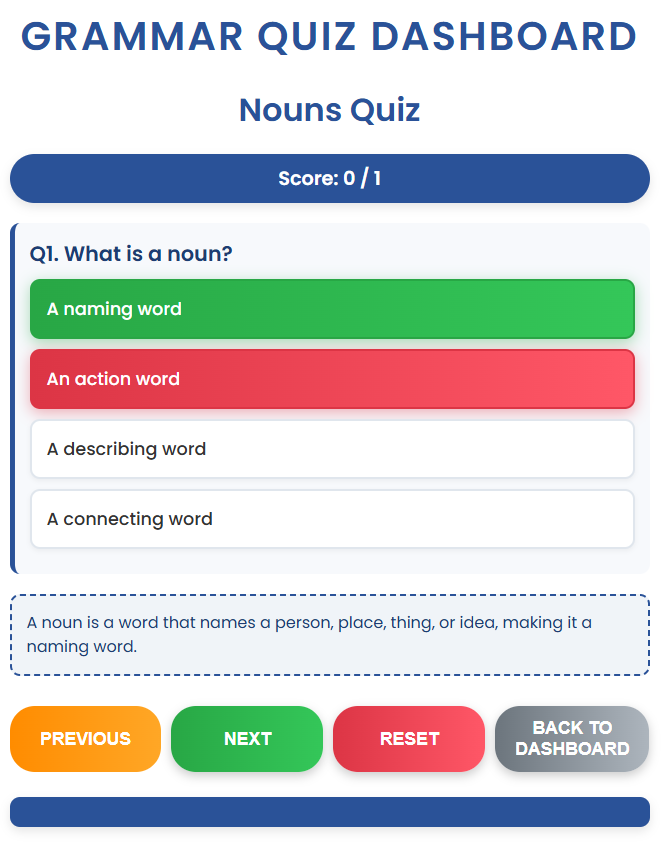 GRAMMAR QUIZ DASHBOARD
Nouns Quiz
Score: 0 / 1
Q1. What is a noun?
A naming word
An action word
A describing word
A connecting word
A noun is a word that names a person, place, thing, or idea, making it a
naming word.
PREVIOUS
NEXT
RESET
BACK TO
DASHBOARD